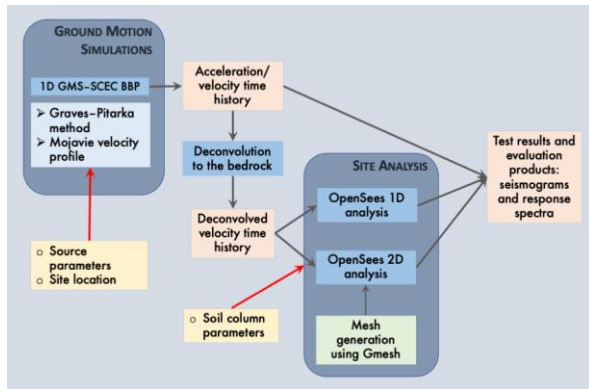 GROUND MOTION
SIMULATIONS
1D GMS–SCEC BBP
➢ Graves–Pitarka
method
➢ Mojavie velocity
profile
○ Source
parameters
○ Site location
Acceleration/
velocity time
history
Deconvolution
to the bedrock
Deconvolved
velocity time
history
○ Soil column
parameters
SITE ANALYSIS
OpenSees 1D
analysis
OpenSees 2D
analysis
Mesh
generation
using Gmesh
Test results and
evaluation
products:
seismograms
and response
spectra